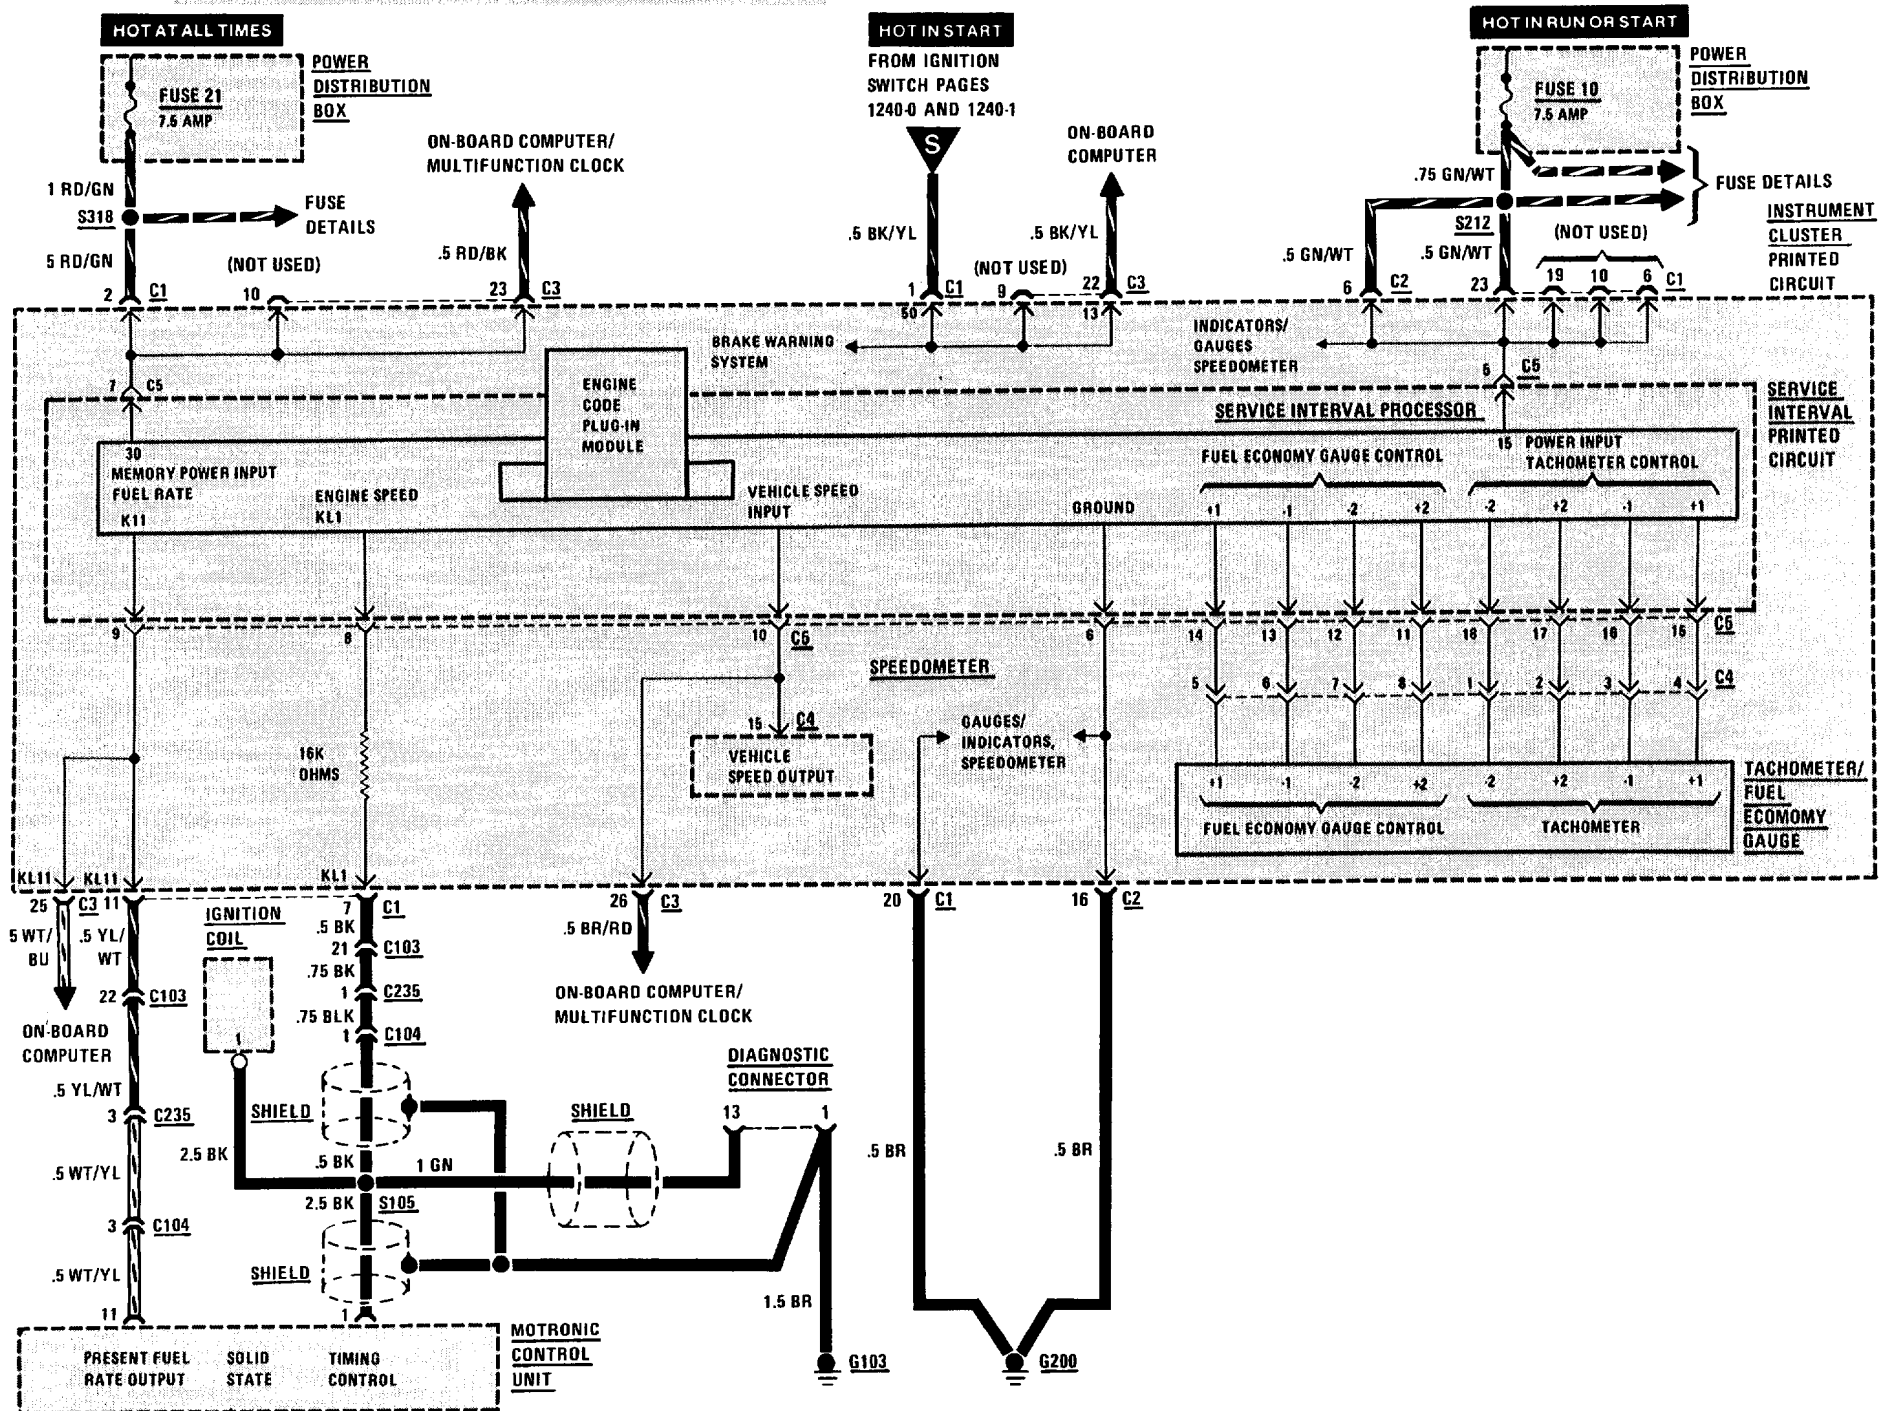 HOT AT ALL TIMES
HOT IN START
HOT IN RUN OR START
FUSE 21
7.5 AMP
POWER
DISTRIBUTION
BOX
FROM IGNITION
SWITCH PAGES
1240-0 AND 1240-1
S
FUSE 10
7.5 AMP
POWER
DISTRIBUTION
BOX
ON-BOARD COMPUTER/
MULTIFUNCTION CLOCK
ON-BOARD
COMPUTER
1 RD/GN
S318
FUSE
DETAILS
5 RD/GN
(NOT USED)
.5 RD/BK
.5 BK/YL
.5 BK/YL
(NOT USED)
.75 GN/WT
FUSE DETAILS
S212
.5 GN/WT
.5 GN/WT
(NOT USED)
INSTRUMENT
CLUSTER
PRINTED
CIRCUIT
2 C1
10
23 C3
1 C1
50
9
22 C3
13
6 C2
23
19 10 6 C1
BRAKE WARNING
SYSTEM
INDICATORS/
GAUGES
SPEEDOMETER
7 C5
5 C5
ENGINE
CODE
PLUG-IN
MODULE
SERVICE INTERVAL PROCESSOR
SERVICE
INTERVAL
PRINTED
CIRCUIT
30
MEMORY POWER INPUT
FUEL RATE
K11
ENGINE SPEED
KL1
VEHICLE SPEED
INPUT
GROUND
FUEL ECONOMY GAUGE CONTROL
+1 -1 -2 +2
15 POWER INPUT
TACHOMETER CONTROL
-2 +2 -1 +1
9
8
10 C5
6
14 13 12 11 18 17 16 15 C5
SPEEDOMETER
5 6 7 8 1 2 3 4 C4
15 C4
VEHICLE
SPEED OUTPUT
16K
OHMS
GAUGES/
INDICATORS,
SPEEDOMETER
+1 -1 -2 +2 -2 +2 -1 +1
FUEL ECONOMY GAUGE CONTROL
TACHOMETER
TACHOMETER/
FUEL
ECOMOMY
GAUGE
KL11 KL11
KL1
25 C3 11
7 C1
26 C3
20 C1
16 C2
5 WT/
BU
.5 YL/
WT
IGNITION
COIL
1
.5 BK
21 C103
.75 BK
1 C235
.75 BLK
1 C104
.5 BR/RD
ON-BOARD COMPUTER/
MULTIFUNCTION CLOCK
22 C103
ON-BOARD
COMPUTER
.5 YL/WT
3 C235
.5 WT/YL
3 C104
.5 WT/YL
11
SHIELD
2.5 BK
.5 BK
1 GN
2.5 BK S105
SHIELD
SHIELD
1
DIAGNOSTIC
CONNECTOR
13 1
.5 BR
.5 BR
1.5 BR
G103
G200
PRESENT FUEL
RATE OUTPUT
SOLID
STATE
TIMING
CONTROL
MOTRONIC
CONTROL
UNIT